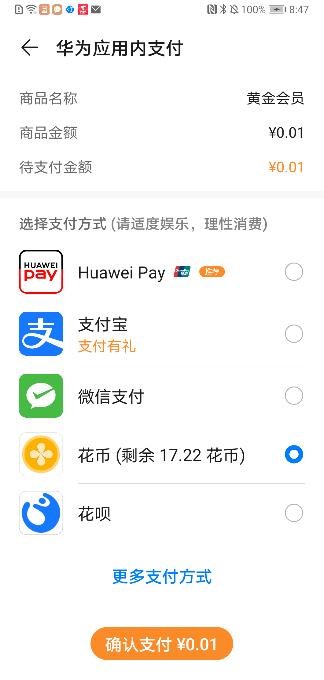 100% 8:47
华为应用内支付
商品名称 黄金会员
商品金额 ¥0.01
待支付金额 ¥0.01
选择支付方式 (请适度娱乐，理性消费)
HUAWEI
pay
Huawei Pay 推荐
支 支付宝
支付有礼
微信支付
花币 (剩余 17.22 花币)
花呗
更多支付方式
确认支付 ¥0.01